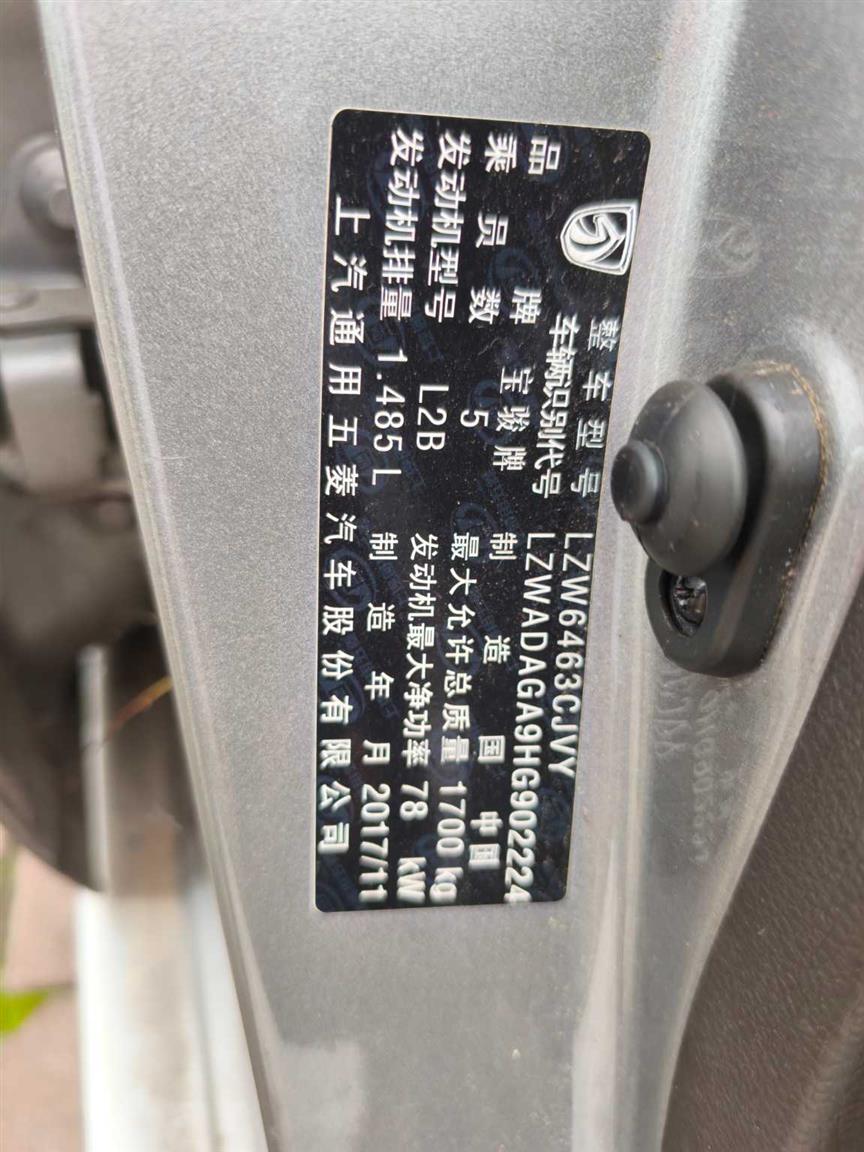 整车型号 LZW6463CJVY
车辆识别代号 LZWADAGA9HG902224
品牌 宝骏牌 制造国 中国
乘员数 5 最大允许总质量 1700 kg
发动机型号 L2B 发动机最大净功率 78 kW
发动机排量 1.485L 制造年月 2017/11
上汽通用五菱汽车股份有限公司